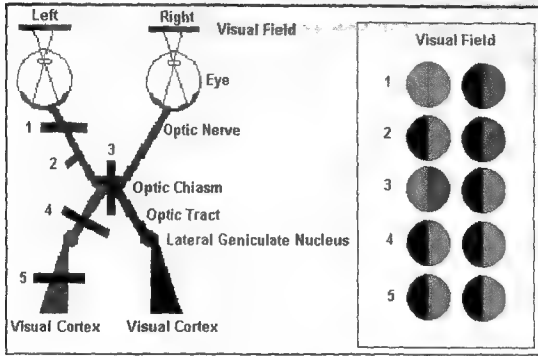 Left Right Visual Field
Eye
1 Optic Nerve
2 3
Optic Chiasm
4 Optic Tract
Lateral Geniculate Nucleus
5
Visual Cortex Visual Cortex
Visual Field
1
2
3
4
5